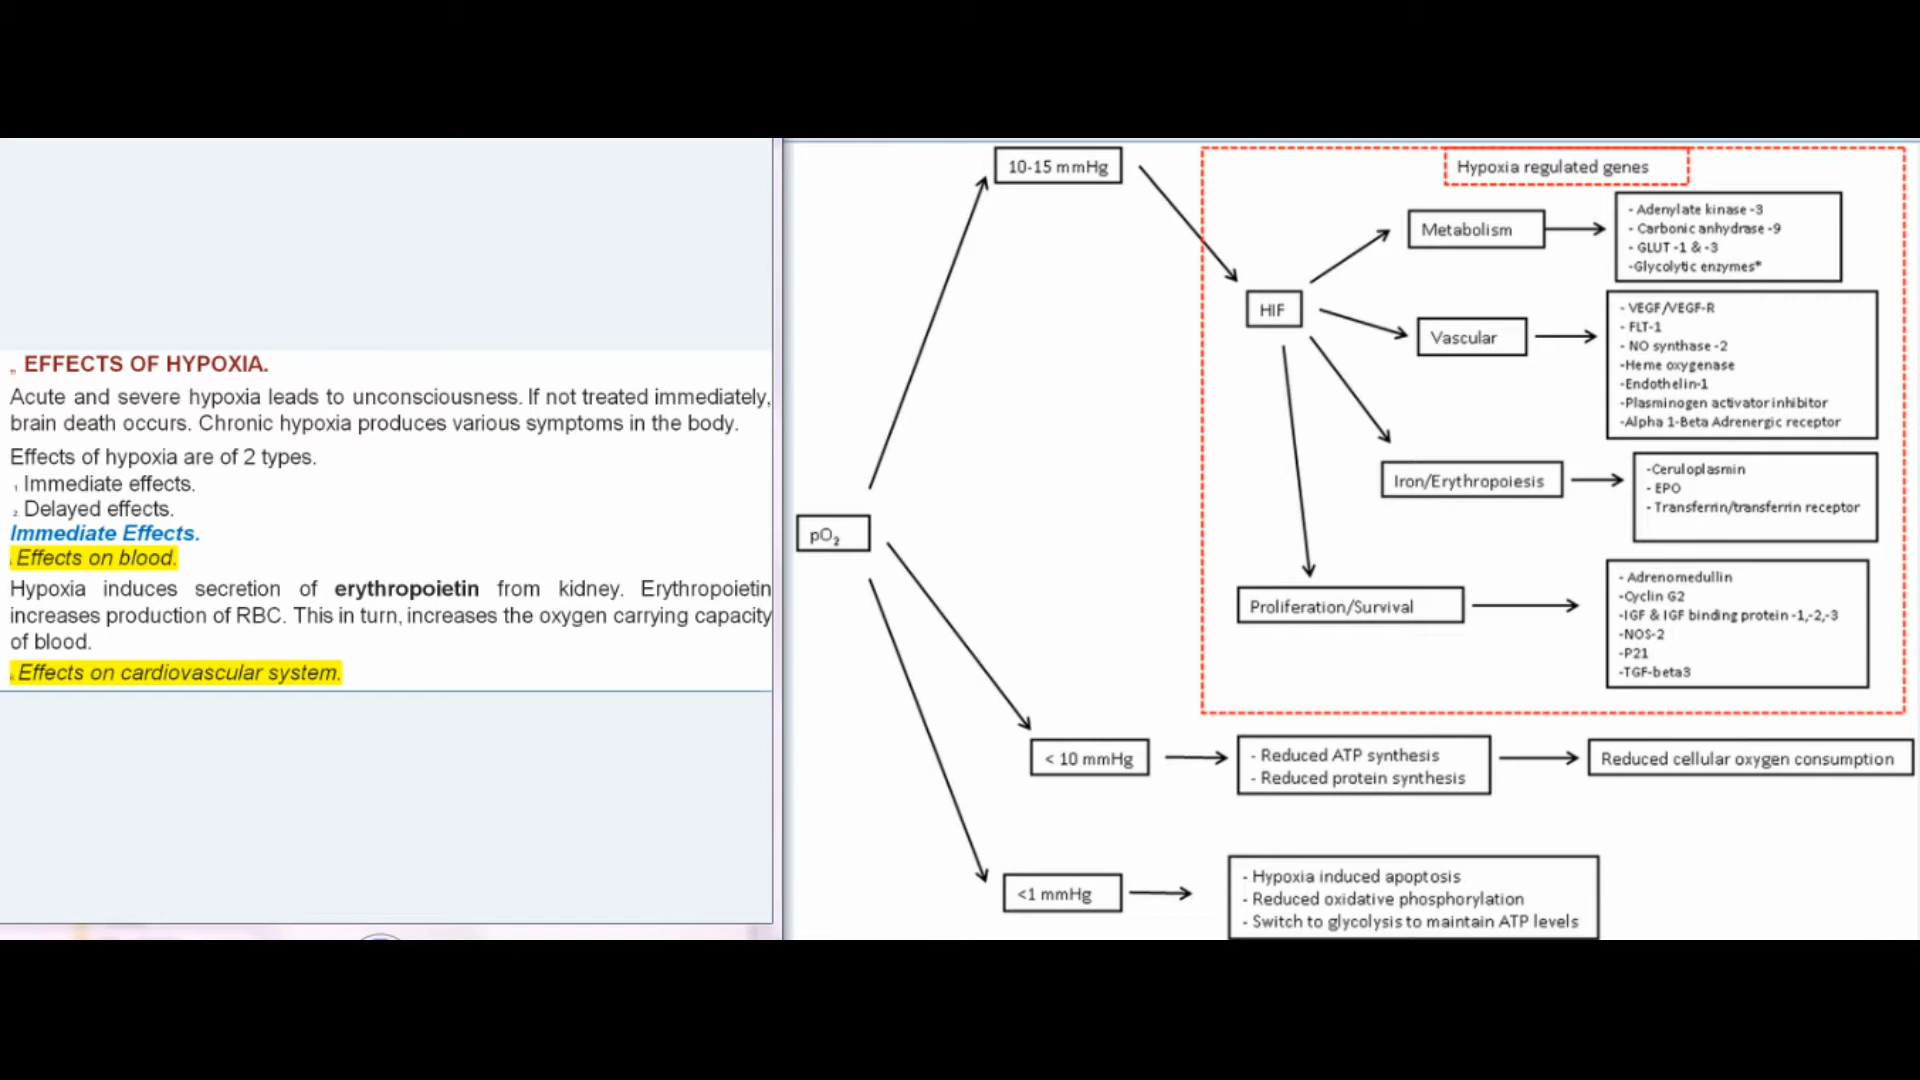 EFFECTS OF HYPOXIA.
Acute and severe hypoxia leads to unconsciousness. If not treated immediately,
brain death occurs. Chronic hypoxia produces various symptoms in the body.
Effects of hypoxia are of 2 types.
1. Immediate effects.
2. Delayed effects.
Immediate Effects.
Effects on blood.
Hypoxia induces secretion of erythropoietin from kidney. Erythropoietin
increases production of RBC. This in turn, increases the oxygen carrying capacity
of blood.
Effects on cardiovascular system.
pO₂
10-15 mmHg
Hypoxia regulated genes
HIF
Metabolism
- Adenylate kinase -3
- Carbonic anhydrase -9
- GLUT -1 & -3
-Glycolytic enzymes*
Vascular
- VEGF/VEGF-R
- FLT-1
- NO synthase -2
-Heme oxygenase
-Endothelin-1
-Plasminogen activator inhibitor
-Alpha 1-Beta Adrenergic receptor
Iron/Erythropoiesis
-Ceruloplasmin
- EPO
- Transferrin/transferrin receptor
Proliferation/Survival
- Adrenomedullin
-Cyclin G2
-IGF & IGF binding protein -1,-2,-3
-NOS-2
-P21
-TGF-beta3
< 10 mmHg
- Reduced ATP synthesis
- Reduced protein synthesis
Reduced cellular oxygen consumption
<1 mmHg
- Hypoxia induced apoptosis
- Reduced oxidative phosphorylation
- Switch to glycolysis to maintain ATP levels